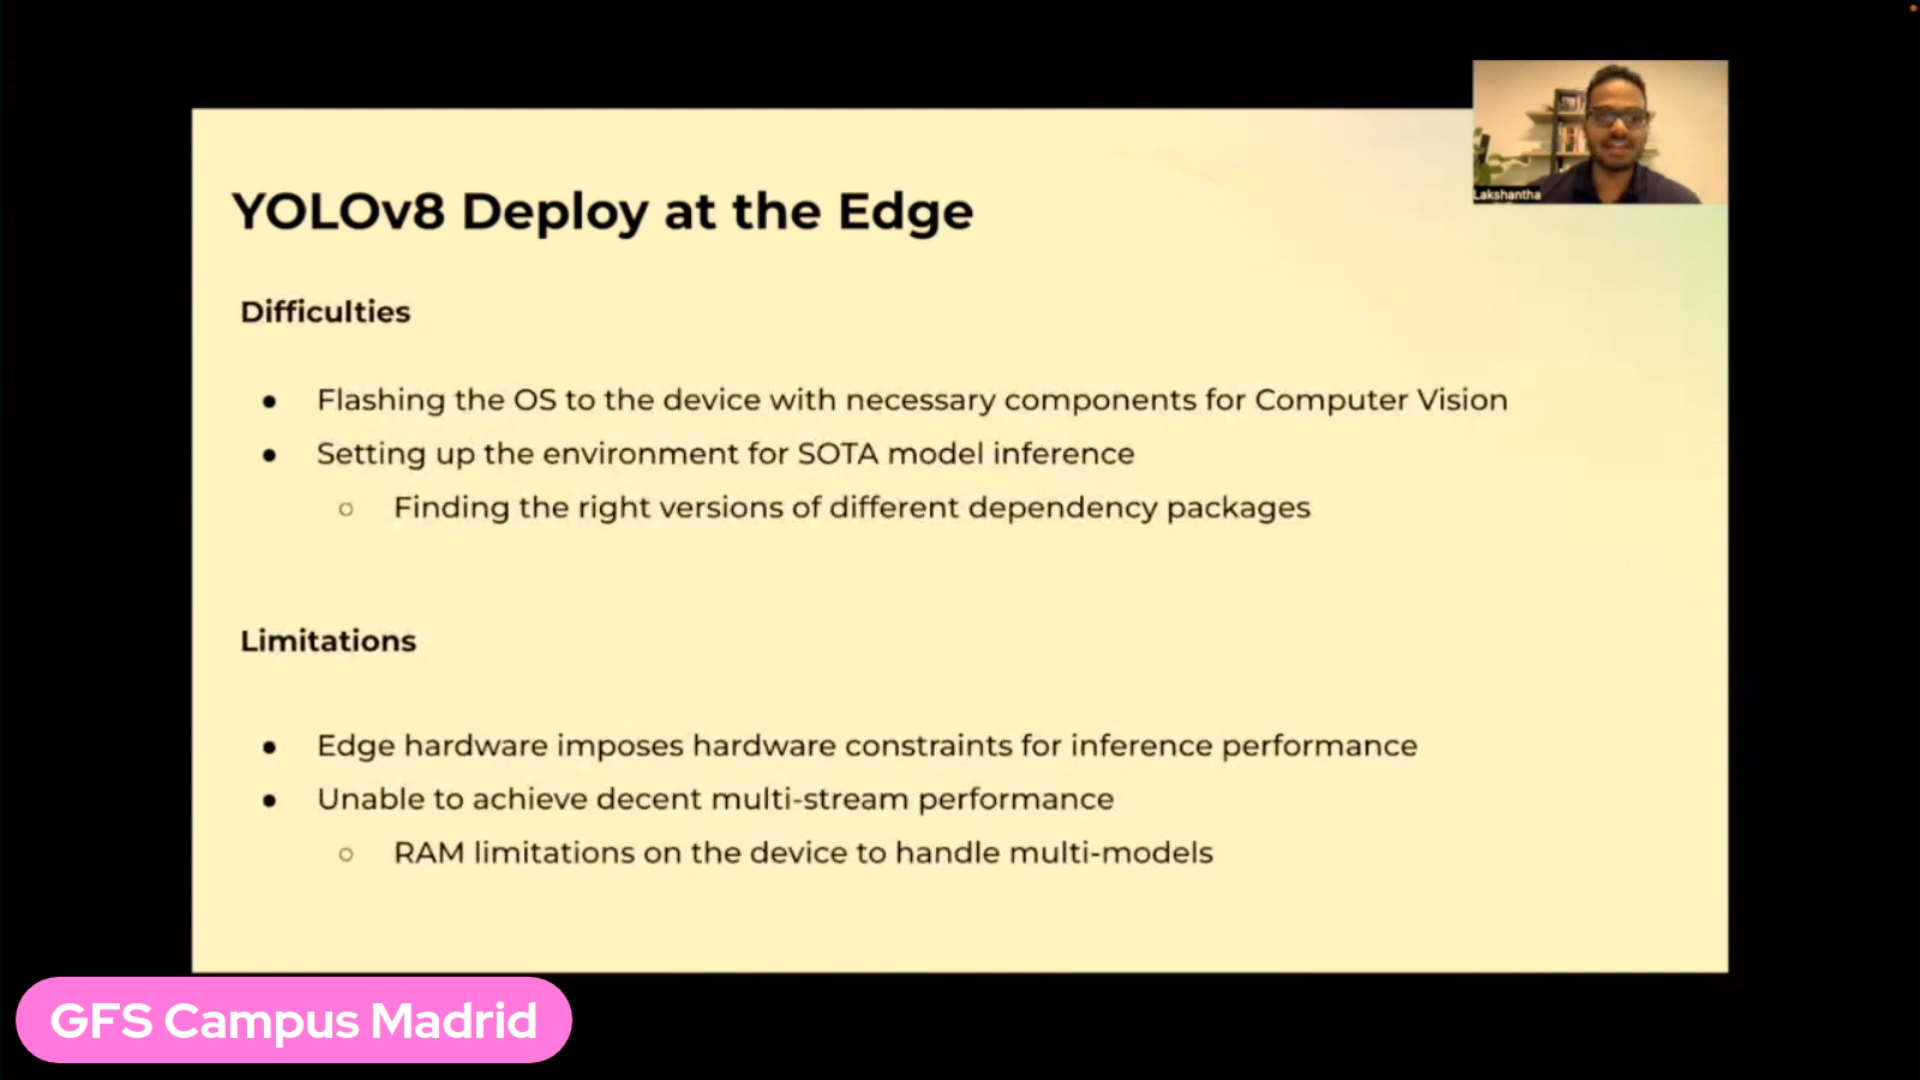 Lakshantha
YOLOv8 Deploy at the Edge
Difficulties
● Flashing the OS to the device with necessary components for Computer Vision
● Setting up the environment for SOTA model inference
○ Finding the right versions of different dependency packages
Limitations
● Edge hardware imposes hardware constraints for inference performance
● Unable to achieve decent multi-stream performance
○ RAM limitations on the device to handle multi-models
GFS Campus Madrid